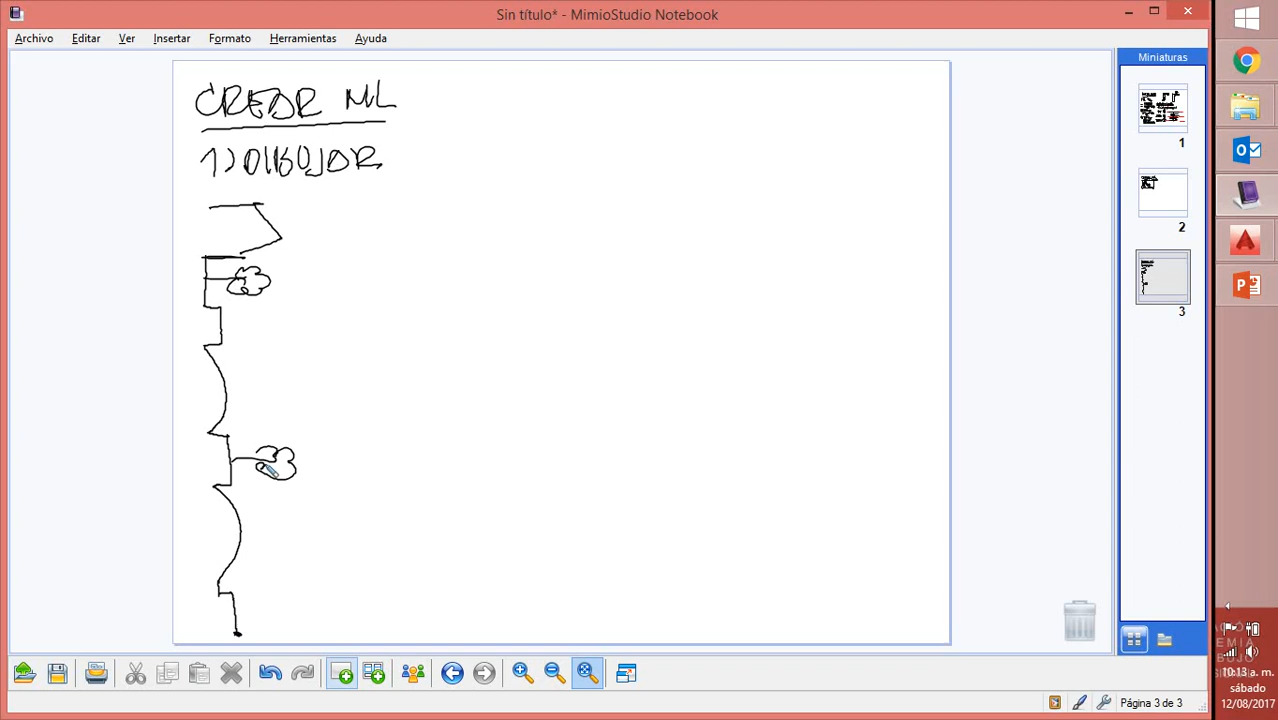 Sin título* - MimioStudio Notebook
Archivo Editar Ver Insertar Formato Herramientas Ayuda
Miniaturas
CREAR ML
1) DIBUJAR
1
2
3
Página 3 de 3
10:13 a. m.
sábado
12/08/2017